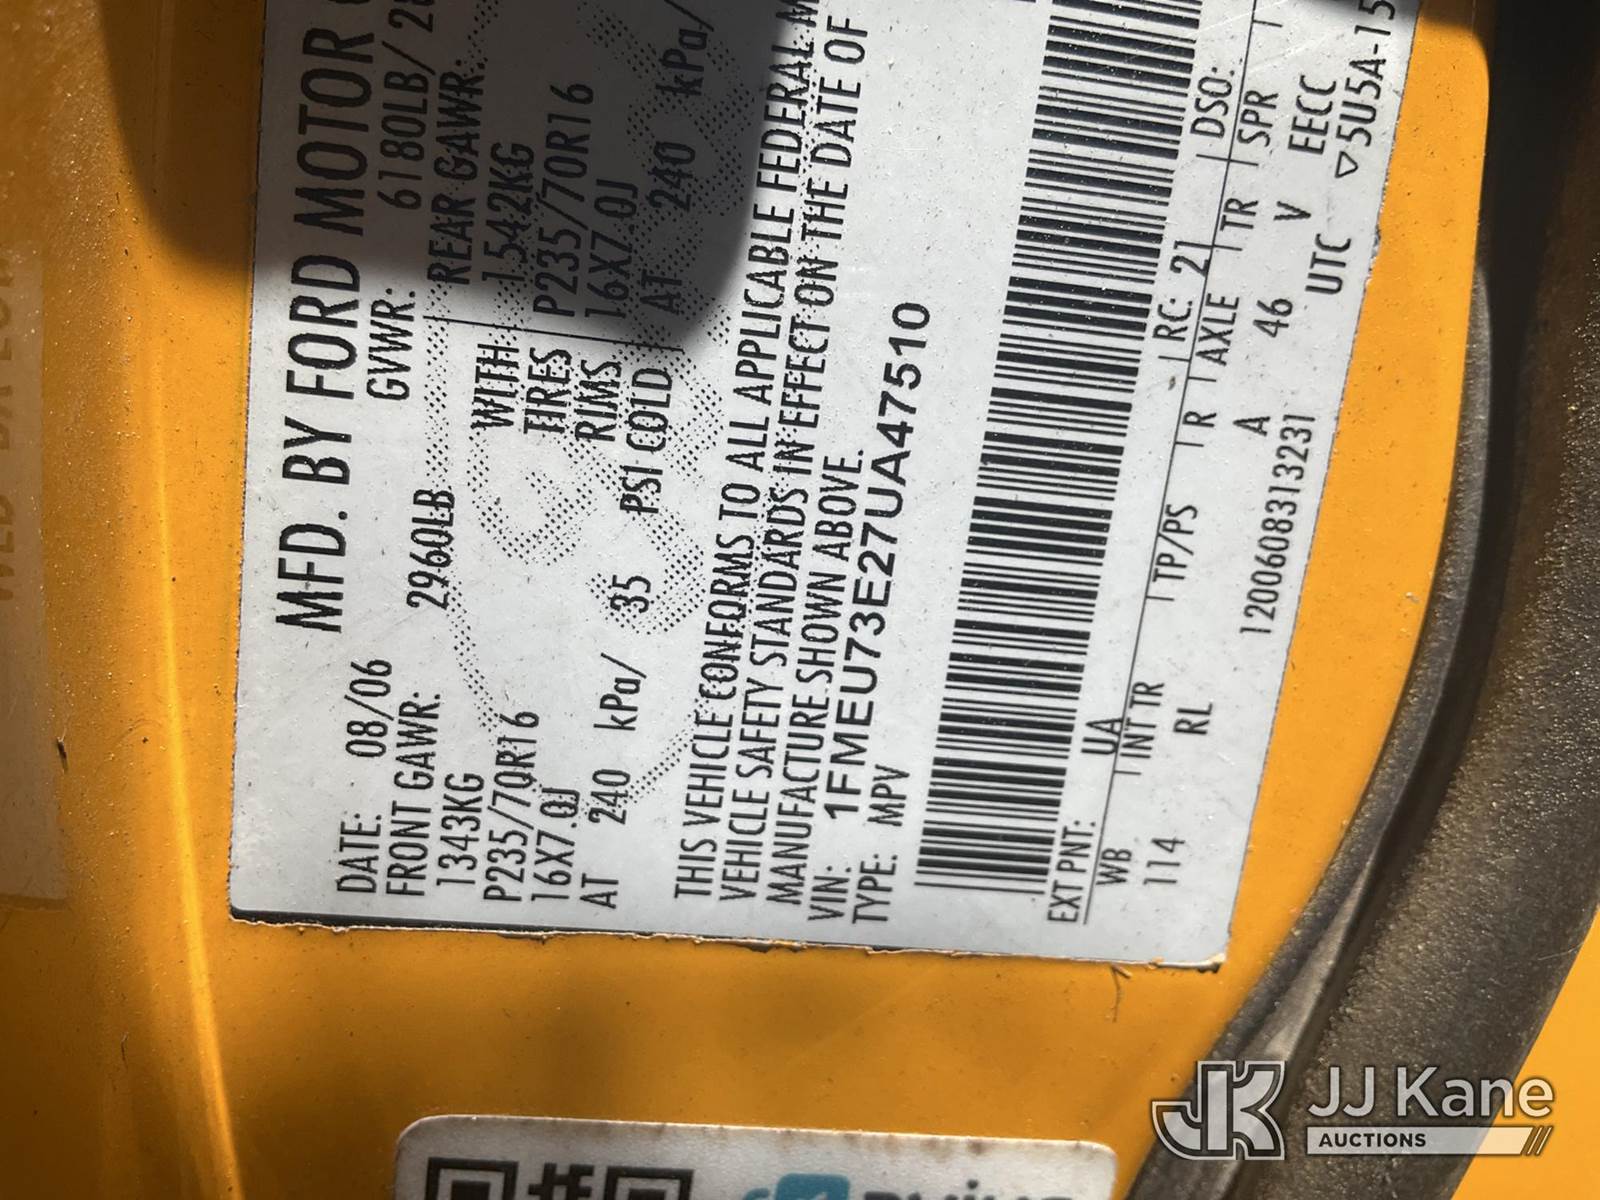 MFD. BY FORD MOTOR
DATE: 08/06 GVWR: 6180LB/
FRONT GAWR: 2960LB REAR GAWR:
1343KG WITH 1542KG
P235/70R16 TIRES P235/70R16
16X7.0J RIMS 16X7.0J
AT 240 kPa/ 35 PSI COLD AT 240 kPa/
THIS VEHICLE CONFORMS TO ALL APPLICABLE FEDERAL
VEHICLE SAFETY STANDARDS IN EFFECT ON THE DATE OF
MANUFACTURE SHOWN ABOVE.
VIN: 1FMEU73E27UA47510
TYPE: MPV
EXT PNT: UA RC: 21 DSO:
WB INT TR TP/PS R AXLE TR SPR
114 RL A 46 V EECC
1200608313231 UTC ▽5U5A-15
JJ Kane
AUCTIONS